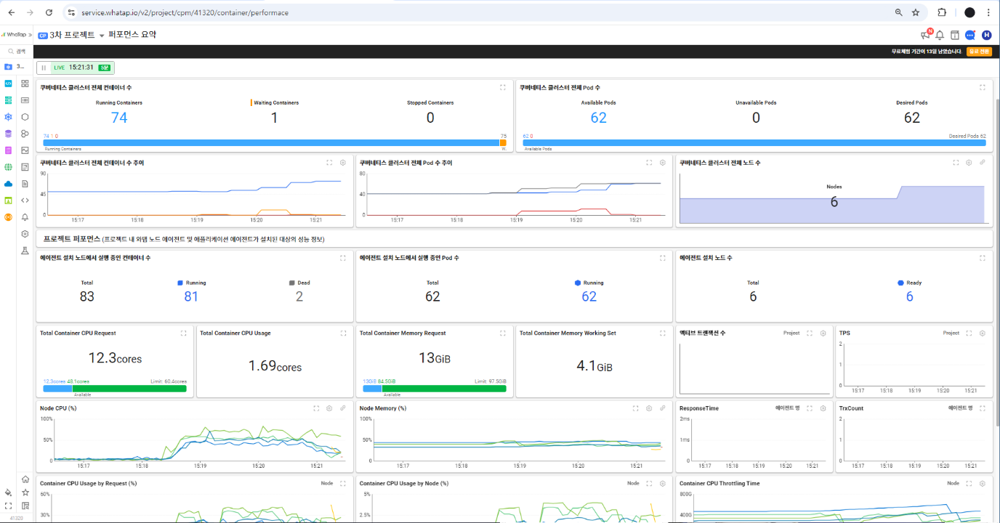 service.whatap.io/v2/project/cpm/41320/container/performace
WhaTap
CP 3차 프로젝트 퍼포먼스 요약
N
H
검색
무료체험 기간이 13일 남았습니다. 유료 전환
3...
LIVE 15:21:31 5분
쿠버네티스 클러스터 전체 컨테이너 수
Running Containers Waiting Containers Stopped Containers
74 1 0
74 1 0 75
Running Containers W.
쿠버네티스 클러스터 전체 Pod 수
Available Pods Unavailable Pods Desired Pods
62 0 62
62 0 Desired Pods 62
Available Pods
쿠버네티스 클러스터 전체 컨테이너 수 추이
90
45
0
15:17 15:18 15:19 15:20 15:21
쿠버네티스 클러스터 전체 Pod 수 추이
80
40
0
15:17 15:18 15:19 15:20 15:21
쿠버네티스 클러스터 전체 노드 수
Nodes
6
프로젝트 퍼포먼스 (프로젝트 내 와탭 노드 에이전트 및 애플리케이션 에이전트가 설치된 대상의 성능 정보)
에이전트 설치 노드에서 실행 중인 컨테이너 수
Total Running Dead
83 81 2
에이전트 설치 노드에서 실행 중인 Pod 수
Total Running
62 62
에이전트 설치 노드 수
Total Ready
6 6
Total Container CPU Request
12.3cores
12.3cores 48.1cores Limit: 60.4cores
Available
Total Container CPU Usage
1.69cores
Total Container Memory Request
13GiB
13GiB 84.5GiB Limit: 97.5GiB
Available
Total Container Memory Working Set
4.1GiB
액티브 트랜잭션 수 Project
TPS Project
2
1
0
15:17 15:18 15:19 15:20 15:21
Node CPU (%)
100%
50%
0
15:17 15:18 15:19 15:20 15:21
Node Memory (%)
100%
50%
0
15:17 15:18 15:19 15:20 15:21
ResponseTime 에이전트 명
2ms
1ms
0
15:17 15:18 15:19 15:20 15:21
TrxCount 에이전트 명
2
1
0
15:17 15:18 15:19 15:20 15:21
Container CPU Usage by Request (%) Node
60%
30%
Container CPU Usage by Node (%) Node
5%
2.5%
Container CPU Throttling Time Node
800G
400G
41320